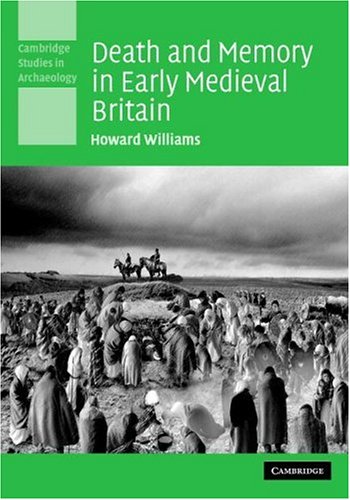 Cambridge
Studies in
Archaeology
Death and Memory
in Early Medieval
Britain
Howard Williams
CAMBRIDGE